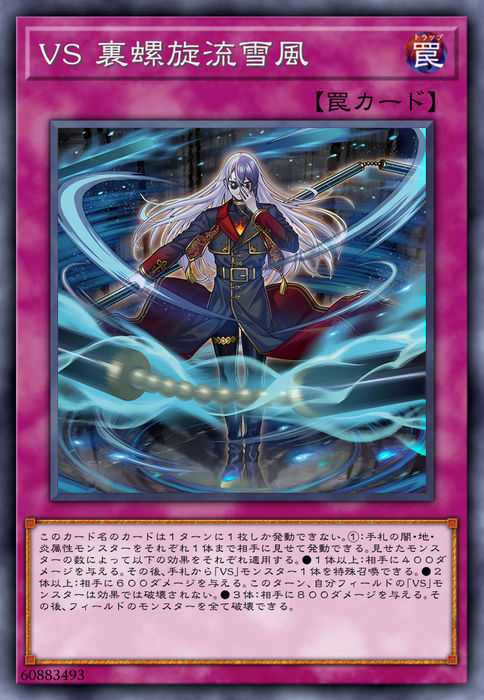 VS 裏螺旋流雪風
トラップ
罠
【罠カード】
このカード名のカードは１ターンに１枚しか発動できない。①：手札の闇・地・
炎属性モンスターをそれぞれ１体まで相手に見せて発動できる。見せたモンス
ターの数によって以下の効果をそれぞれ適用する。●１体以上：相手に４００ダ
メージを与える。その後、手札から「VS」モンスター１体を特殊召喚できる。●２
体以上：相手に６００ダメージを与える。このターン、自分フィールドの「VS」モ
ンスターは効果では破壊されない。●３体：相手に８００ダメージを与える。そ
の後、フィールドのモンスターを全て破壊できる。
60883493